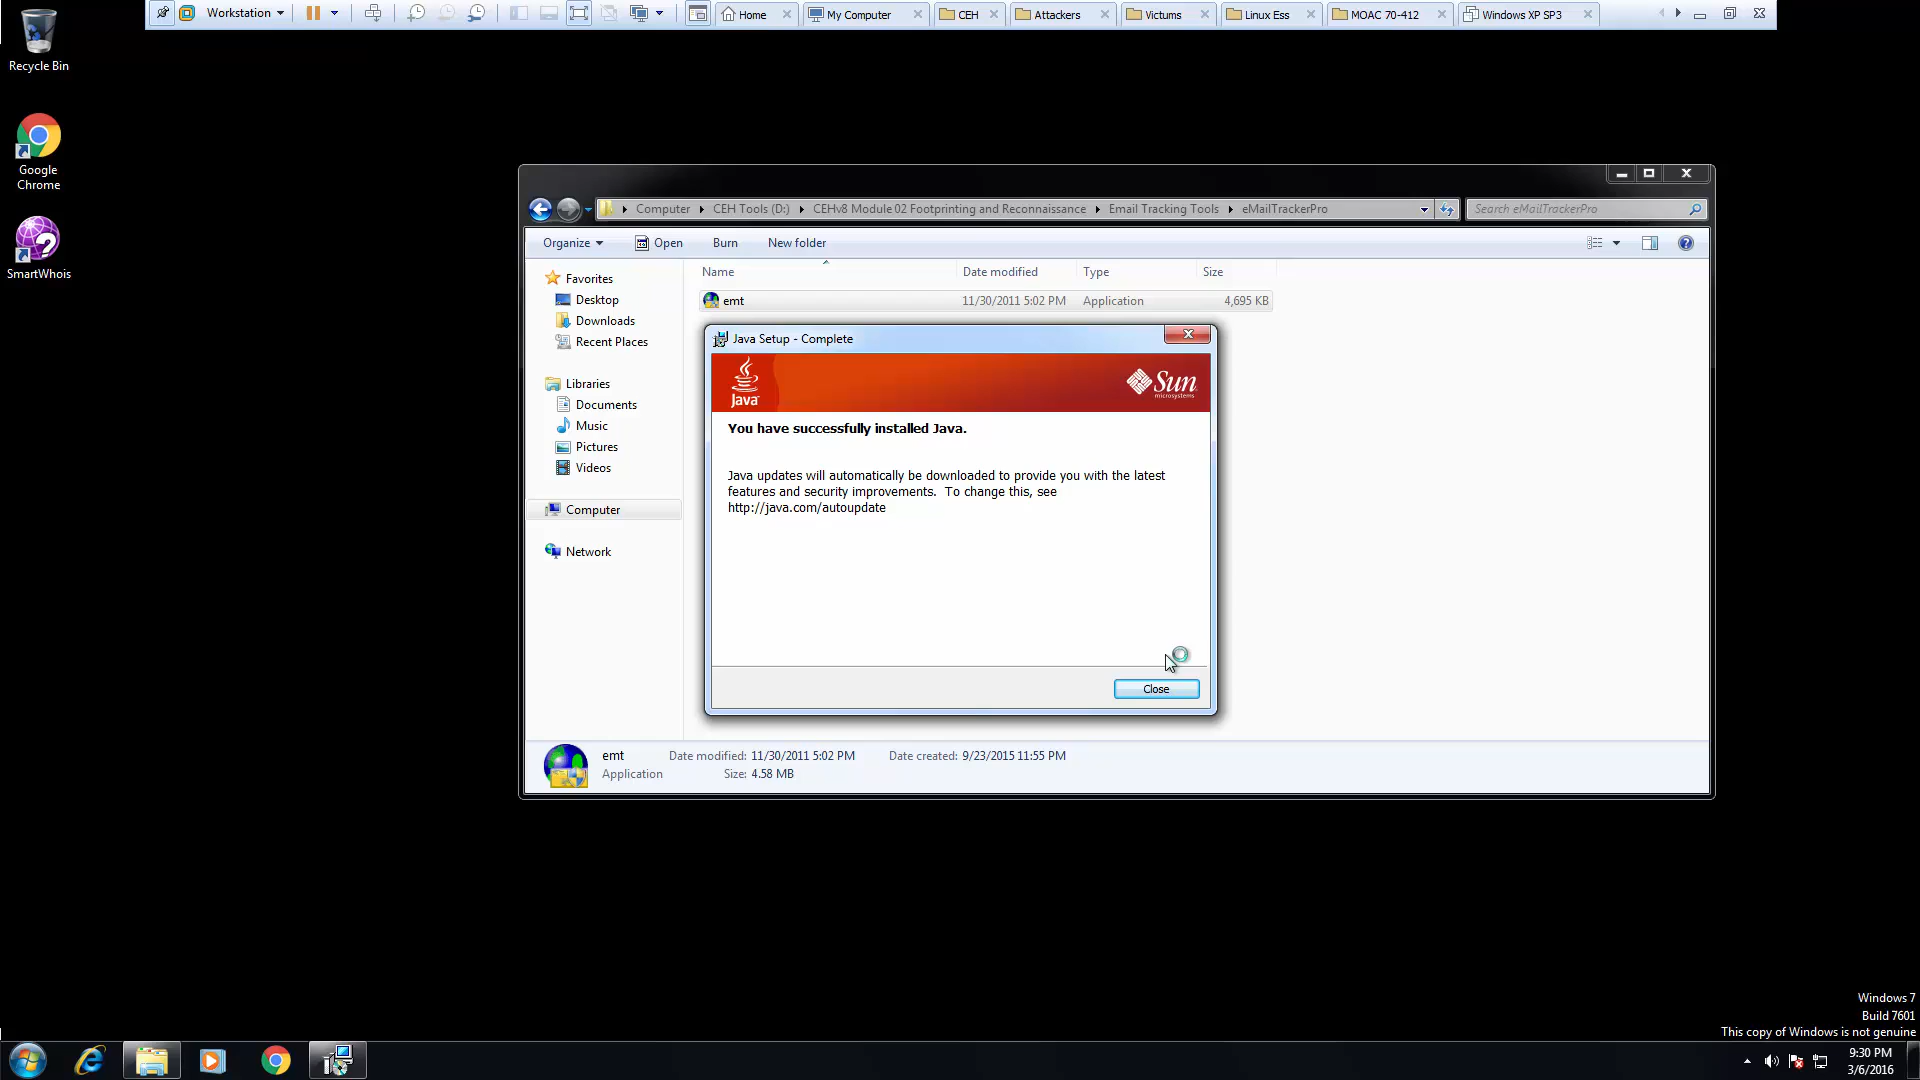 Workstation
Home
My Computer
CEH
Attackers
Victums
Linux Ess
MOAC 70-412
Windows XP SP3
Recycle Bin
Google
Chrome
SmartWhois
Computer
CEH Tools (D:)
CEHv8 Module 02 Footprinting and Reconnaissance
Email Tracking Tools
eMailTrackerPro
Search eMailTrackerPro
Organize
Open
Burn
New folder
Name
Date modified
Type
Size
Favorites
Desktop
Downloads
Recent Places
Libraries
Documents
Music
Pictures
Videos
Computer
Network
emt
11/30/2011 5:02 PM
Application
4,695 KB
Java Setup - Complete
Java
Sun
microsystems
You have successfully installed Java.
Java updates will automatically be downloaded to provide you with the latest
features and security improvements. To change this, see
http://java.com/autoupdate
Close
emt
Date modified: 11/30/2011 5:02 PM
Date created: 9/23/2015 11:55 PM
Application
Size: 4.58 MB
Windows 7
Build 7601
This copy of Windows is not genuine
9:30 PM
3/6/2016